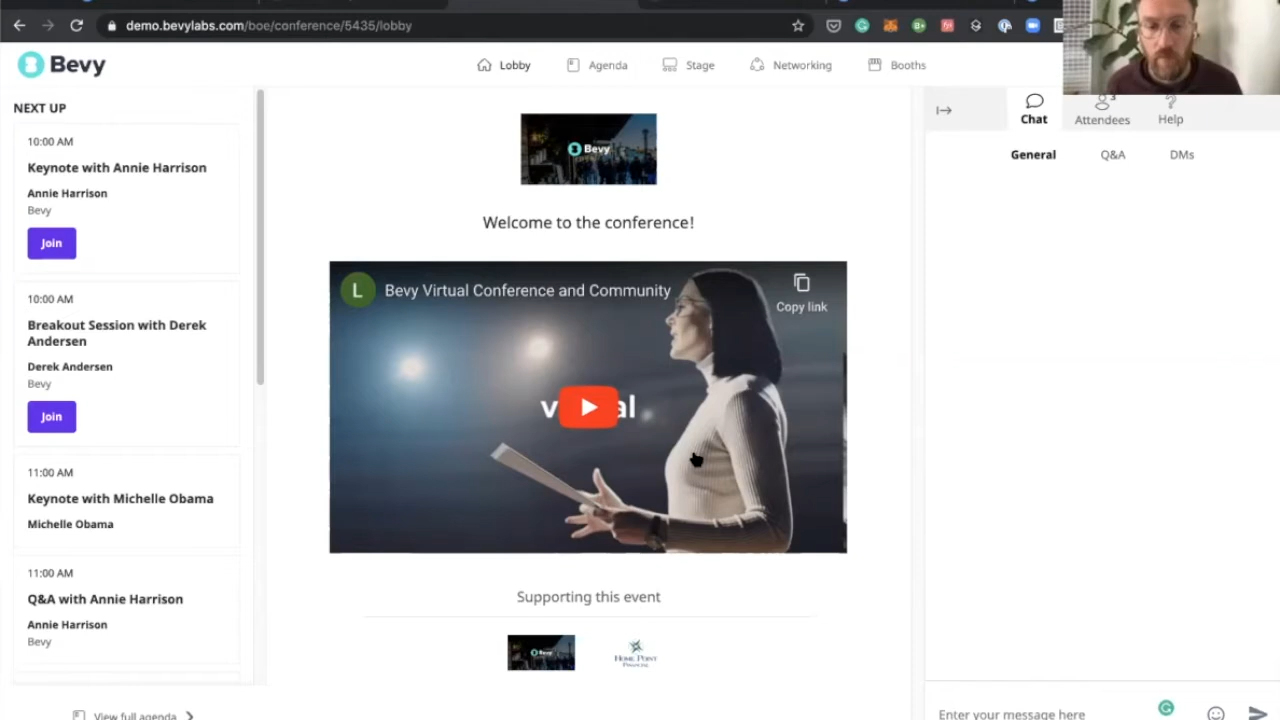 demo.bevylabs.com/boe/conference/5435/lobby
Bevy
Lobby
Agenda
Stage
Networking
Booths
NEXT UP
10:00 AM
Keynote with Annie Harrison
Annie Harrison
Bevy
Join
10:00 AM
Breakout Session with Derek
Andersen
Derek Andersen
Bevy
Join
11:00 AM
Keynote with Michelle Obama
Michelle Obama
11:00 AM
Q&A with Annie Harrison
Annie Harrison
Bevy
View full agenda
Bevy
Welcome to the conference!
L
Bevy Virtual Conference and Community
Copy link
Supporting this event
Bevy
HOME POINT
FINANCIAL
Chat
3
Attendees
Help
General
Q&A
DMs
Enter your message here